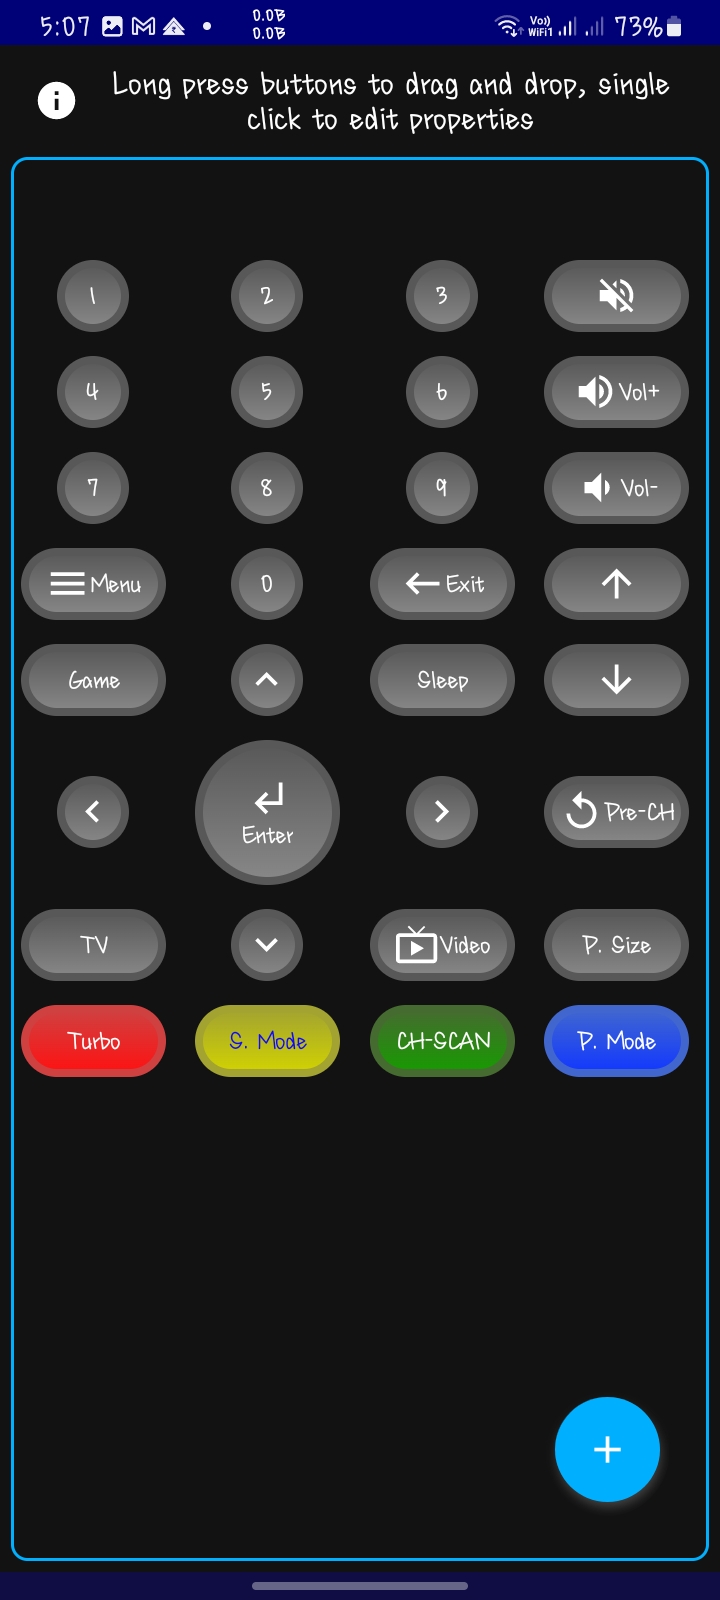 5:07 0.0B Vo)) 73%
0.0B WiFi1
Long press buttons to drag and drop, single
click to edit properties
1 2 3
4 5 6 Vol+
7 8 9 Vol-
Menu 0 Exit
Game Sleep
Enter Pre-CH
TV Video P. Size
Turbo S. Mode CH-SCAN P. Mode